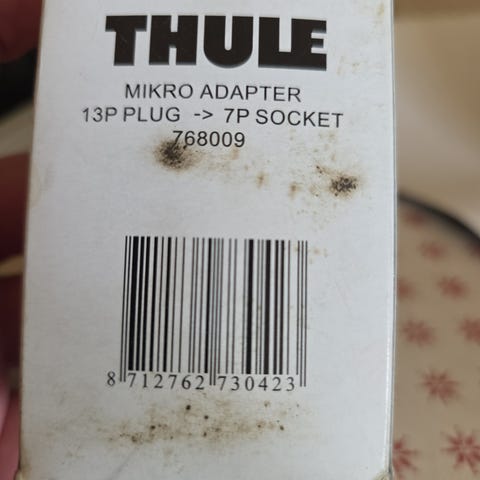 THULE
MIKRO ADAPTER
13P PLUG -> 7P SOCKET
768009
8 712762 730423